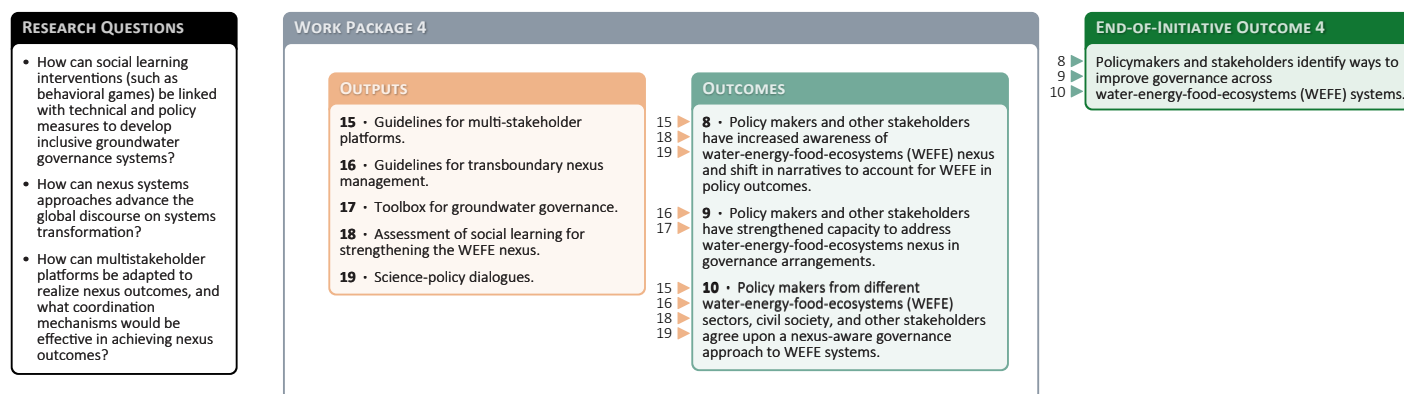 RESEARCH QUESTIONS
• How can social learning
interventions (such as
behavioral games) be linked
with technical and policy
measures to develop
inclusive groundwater
governance systems?
• How can nexus systems
approaches advance the
global discourse on systems
transformation?
• How can multistakeholder
platforms be adapted to
realize nexus outcomes, and
what coordination
mechanisms would be
effective in achieving nexus
outcomes?
WORK PACKAGE 4
OUTPUTS
15 · Guidelines for multi-stakeholder
platforms.
16 · Guidelines for transboundary nexus
management.
17 · Toolbox for groundwater governance.
18 · Assessment of social learning for
strengthening the WEFE nexus.
19 · Science-policy dialogues.
OUTCOMES
15
18
19
8 · Policy makers and other stakeholders
have increased awareness of
water-energy-food-ecosystems (WEFE) nexus
and shift in narratives to account for WEFE in
policy outcomes.
16
17
9 · Policy makers and other stakeholders
have strengthened capacity to address
water-energy-food-ecosystems nexus in
governance arrangements.
15
16
18
19
10 · Policy makers from different
water-energy-food-ecosystems (WEFE)
sectors, civil society, and other stakeholders
agree upon a nexus-aware governance
approach to WEFE systems.
END-OF-INITIATIVE OUTCOME 4
8
9
10
Policymakers and stakeholders identify ways to
improve governance across
water-energy-food-ecosystems (WEFE) systems.